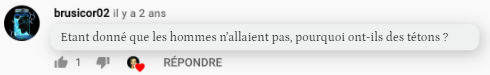 brusicor02 il y a 2 ans
Etant donné que les hommes n'allaient pas, pourquoi ont-ils des tétons ?
1 RÉPONDRE